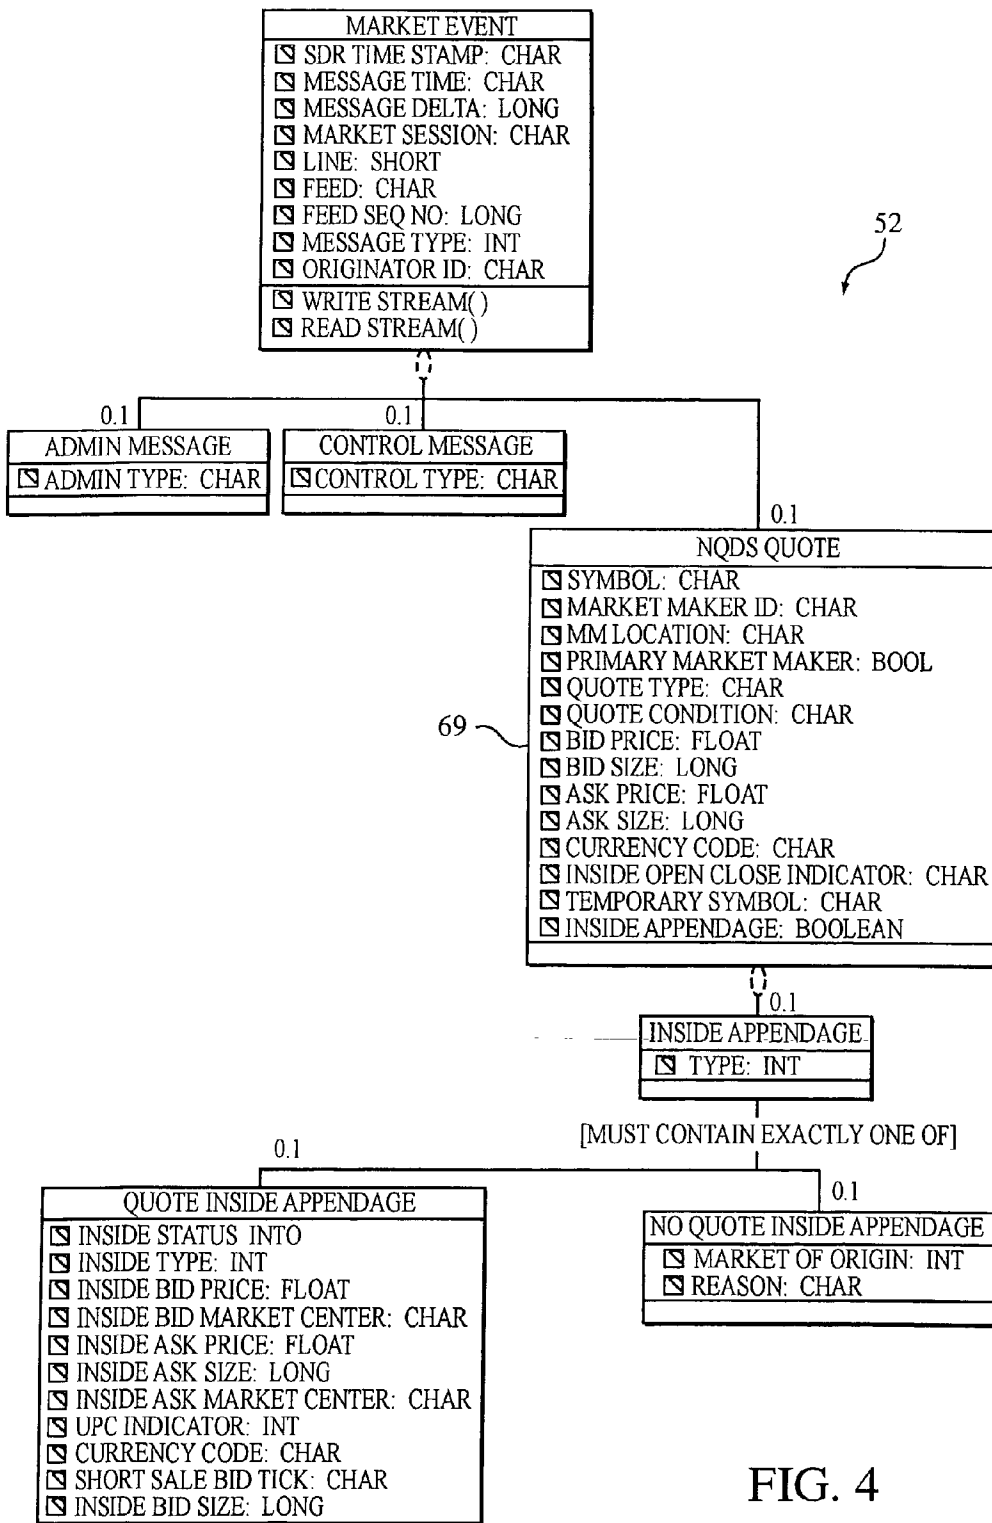 MARKET EVENT
SDR TIME STAMP: CHAR
MESSAGE TIME: CHAR
MESSAGE DELTA: LONG
MARKET SESSION: CHAR
LINE: SHORT
FEED: CHAR
FEED SEQ NO: LONG
MESSAGE TYPE: INT
ORIGINATOR ID: CHAR
WRITE STREAM( )
READ STREAM( )
52
0.1
ADMIN MESSAGE
ADMIN TYPE: CHAR
0.1
CONTROL MESSAGE
CONTROL TYPE: CHAR
0.1
NQDS QUOTE
SYMBOL: CHAR
MARKET MAKER ID: CHAR
MM LOCATION: CHAR
PRIMARY MARKET MAKER: BOOL
QUOTE TYPE: CHAR
QUOTE CONDITION: CHAR
BID PRICE: FLOAT
BID SIZE: LONG
ASK PRICE: FLOAT
ASK SIZE: LONG
CURRENCY CODE: CHAR
INSIDE OPEN CLOSE INDICATOR: CHAR
TEMPORARY SYMBOL: CHAR
INSIDE APPENDAGE: BOOLEAN
69
0.1
INSIDE APPENDAGE
TYPE: INT
[MUST CONTAIN EXACTLY ONE OF]
0.1
QUOTE INSIDE APPENDAGE
INSIDE STATUS INTO
INSIDE TYPE: INT
INSIDE BID PRICE: FLOAT
INSIDE BID MARKET CENTER: CHAR
INSIDE ASK PRICE: FLOAT
INSIDE ASK SIZE: LONG
INSIDE ASK MARKET CENTER: CHAR
UPC INDICATOR: INT
CURRENCY CODE: CHAR
SHORT SALE BID TICK: CHAR
INSIDE BID SIZE: LONG
0.1
NO QUOTE INSIDE APPENDAGE
MARKET OF ORIGIN: INT
REASON: CHAR
FIG. 4